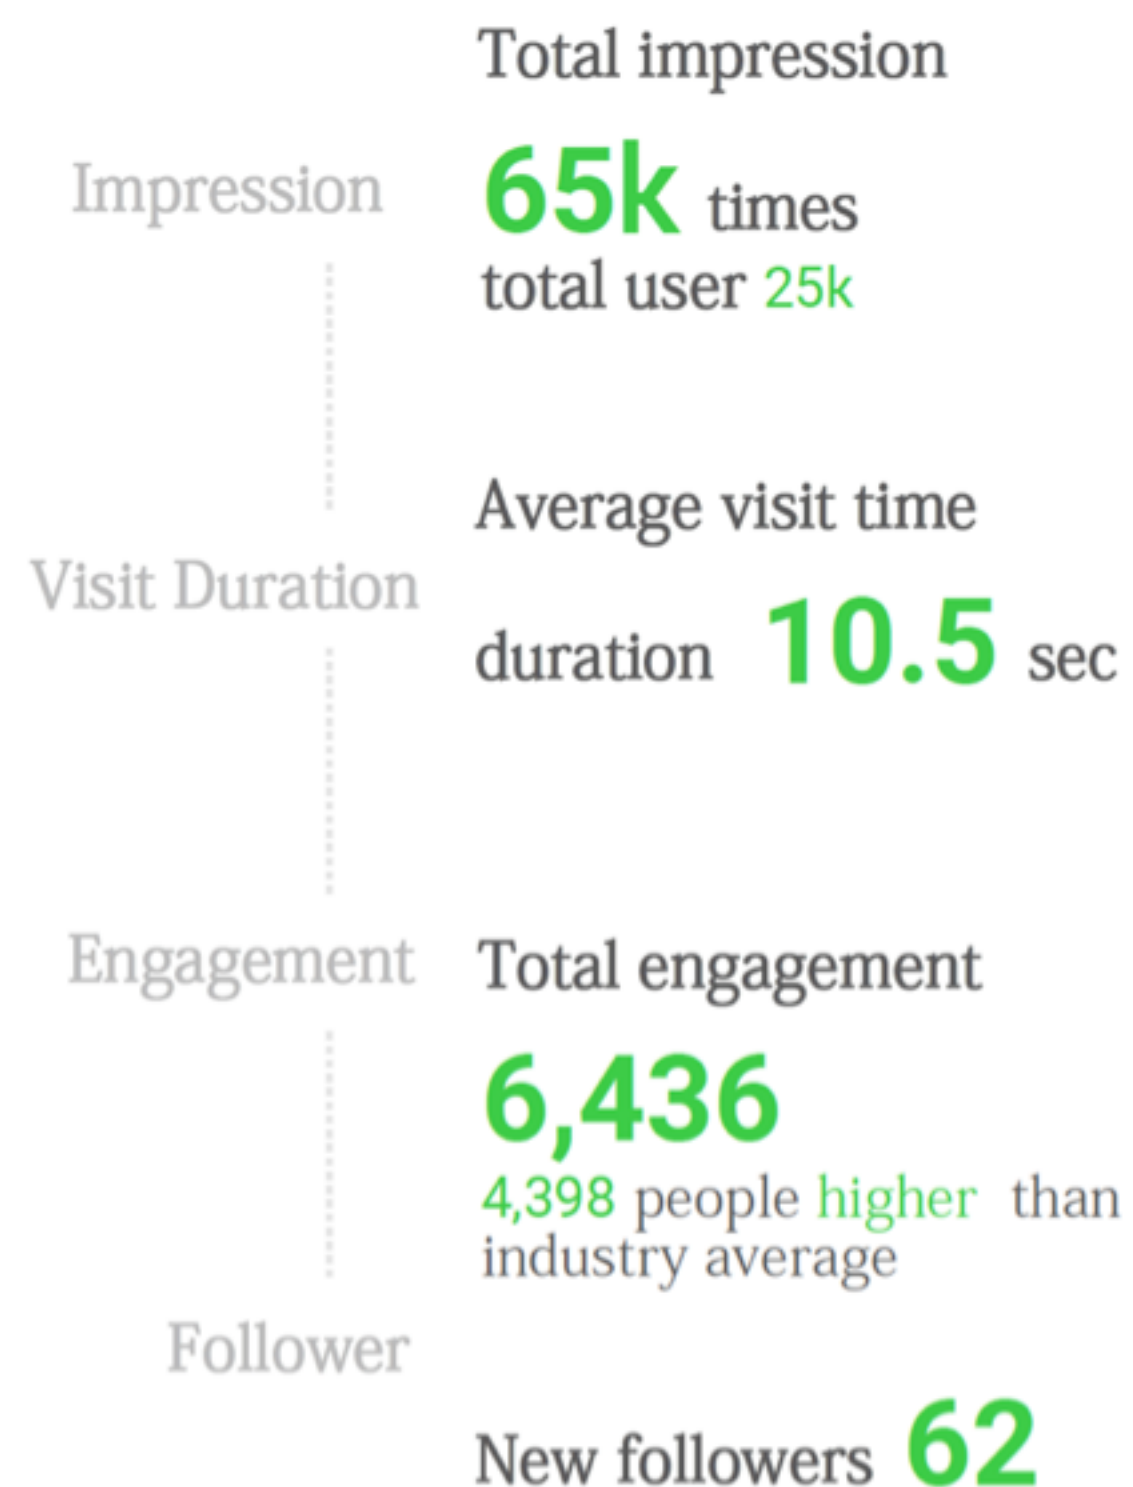 Total impression
Impression
65k times
total user 25k
Average visit time
Visit Duration
duration 10.5 sec
Engagement
Total engagement
6,436
4,398 people higher than
industry average
Follower
New followers 62